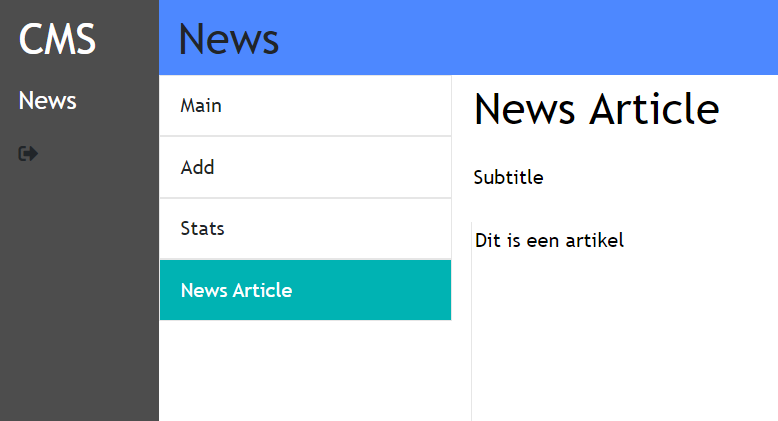 CMS
News
News
Main
Add
Stats
News Article
News Article
Subtitle
Dit is een artikel